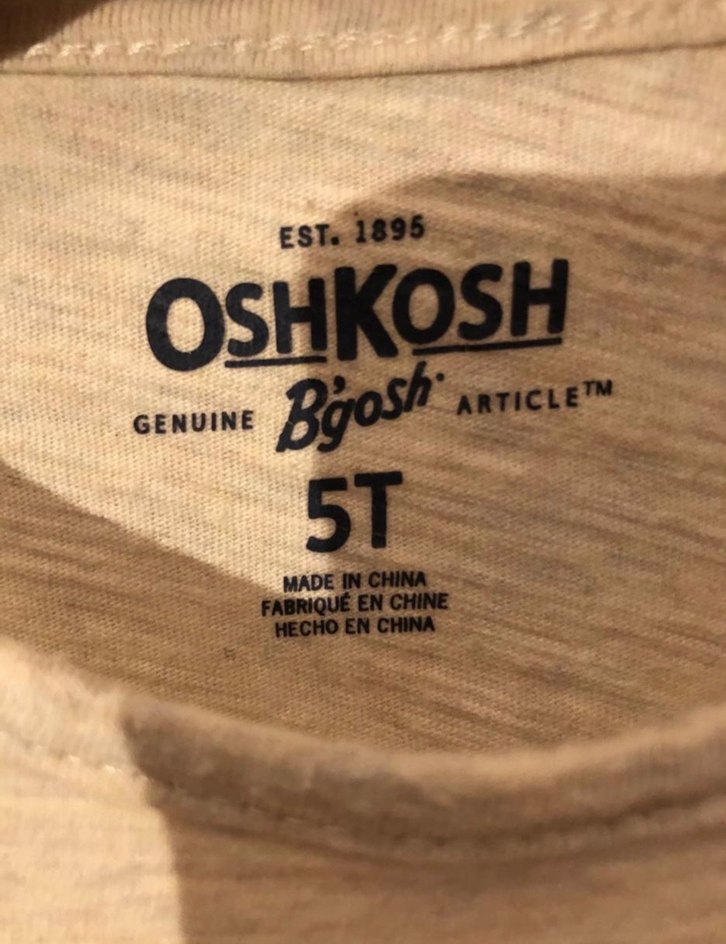 EST. 1895
OSHKOSH
GENUINE B'gosh® ARTICLE™
5T
MADE IN CHINA
FABRIQUÉ EN CHINE
HECHO EN CHINA